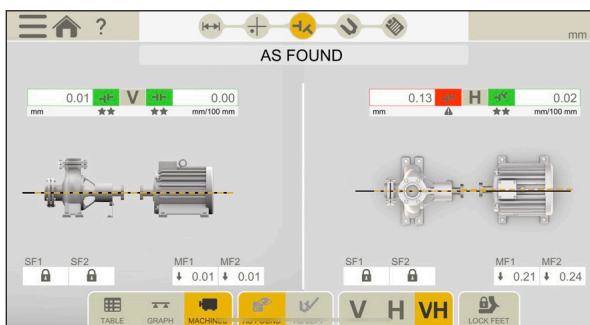 ?
mm
AS FOUND
0.01 V 0.00
mm mm/100 mm
0.13 H 0.02
mm mm/100 mm
SF1 SF2 MF1 MF2
0.01 0.01
SF1 SF2 MF1 MF2
0.21 0.24
TABLE GRAPH MACHINES AS FOUND V H VH LOCK FEET